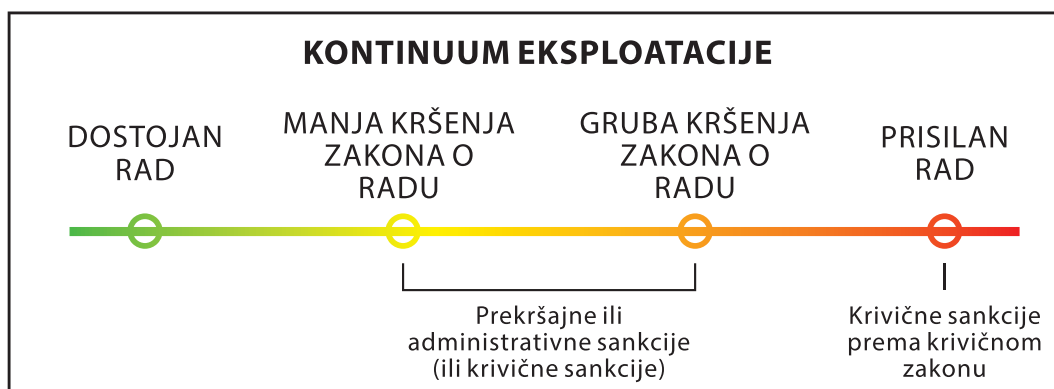 KONTINUUM EKSPLOATACIJE
DOSTOJAN
RAD
MANJA KRŠENJA
ZAKONA O
RADU
GRUBA KRŠENJA
ZAKONA O
RADU
PRISILAN
RAD
Prekršajne ili
administrativne sankcije
(ili krivične sankcije)
Krivične sankcije
prema krivičnom
zakonu